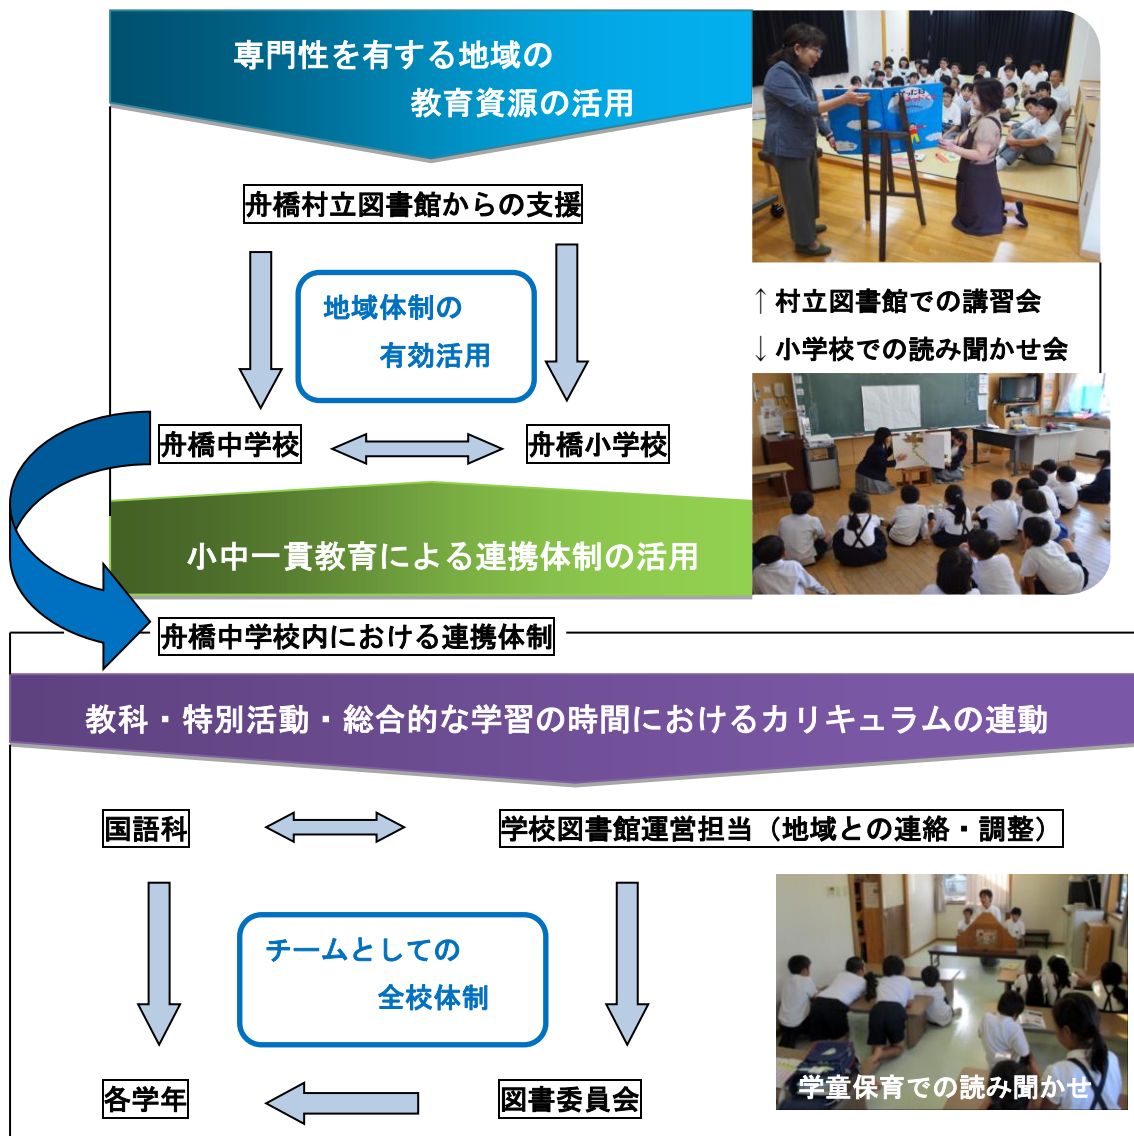 専門性を有する地域の
教育資源の活用
舟橋村立図書館からの支援
地域体制の
有効活用
↑村立図書館での講習会
↓小学校での読み聞かせ会
舟橋中学校
舟橋小学校
小中一貫教育による連携体制の活用
舟橋中学校内における連携体制
教科・特別活動・総合的な学習の時間におけるカリキュラムの連動
国語科
学校図書館運営担当（地域との連絡・調整）
チームとしての
全校体制
各学年
図書委員会
学童保育での読み聞かせ